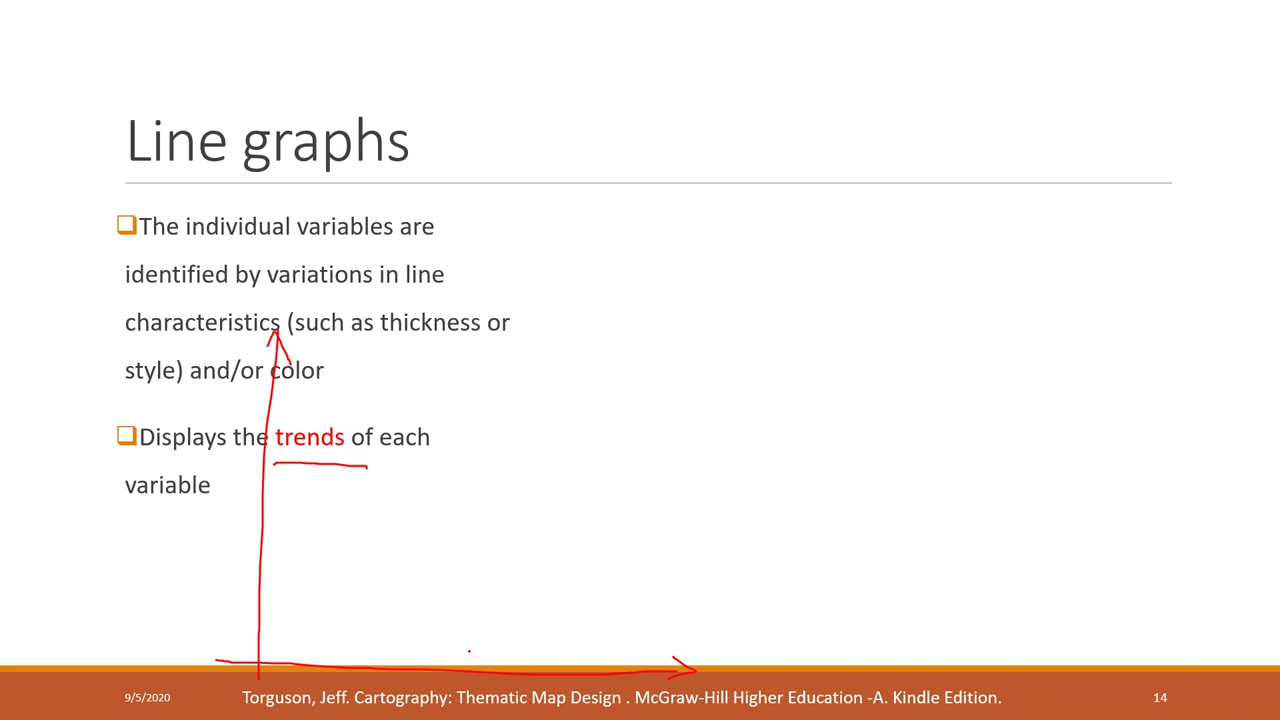 Line graphs
The individual variables are
identified by variations in line
characteristics (such as thickness or
style) and/or color
Displays the trends of each
variable
9/5/2020
Torguson, Jeff. Cartography: Thematic Map Design . McGraw-Hill Higher Education -A. Kindle Edition.
14